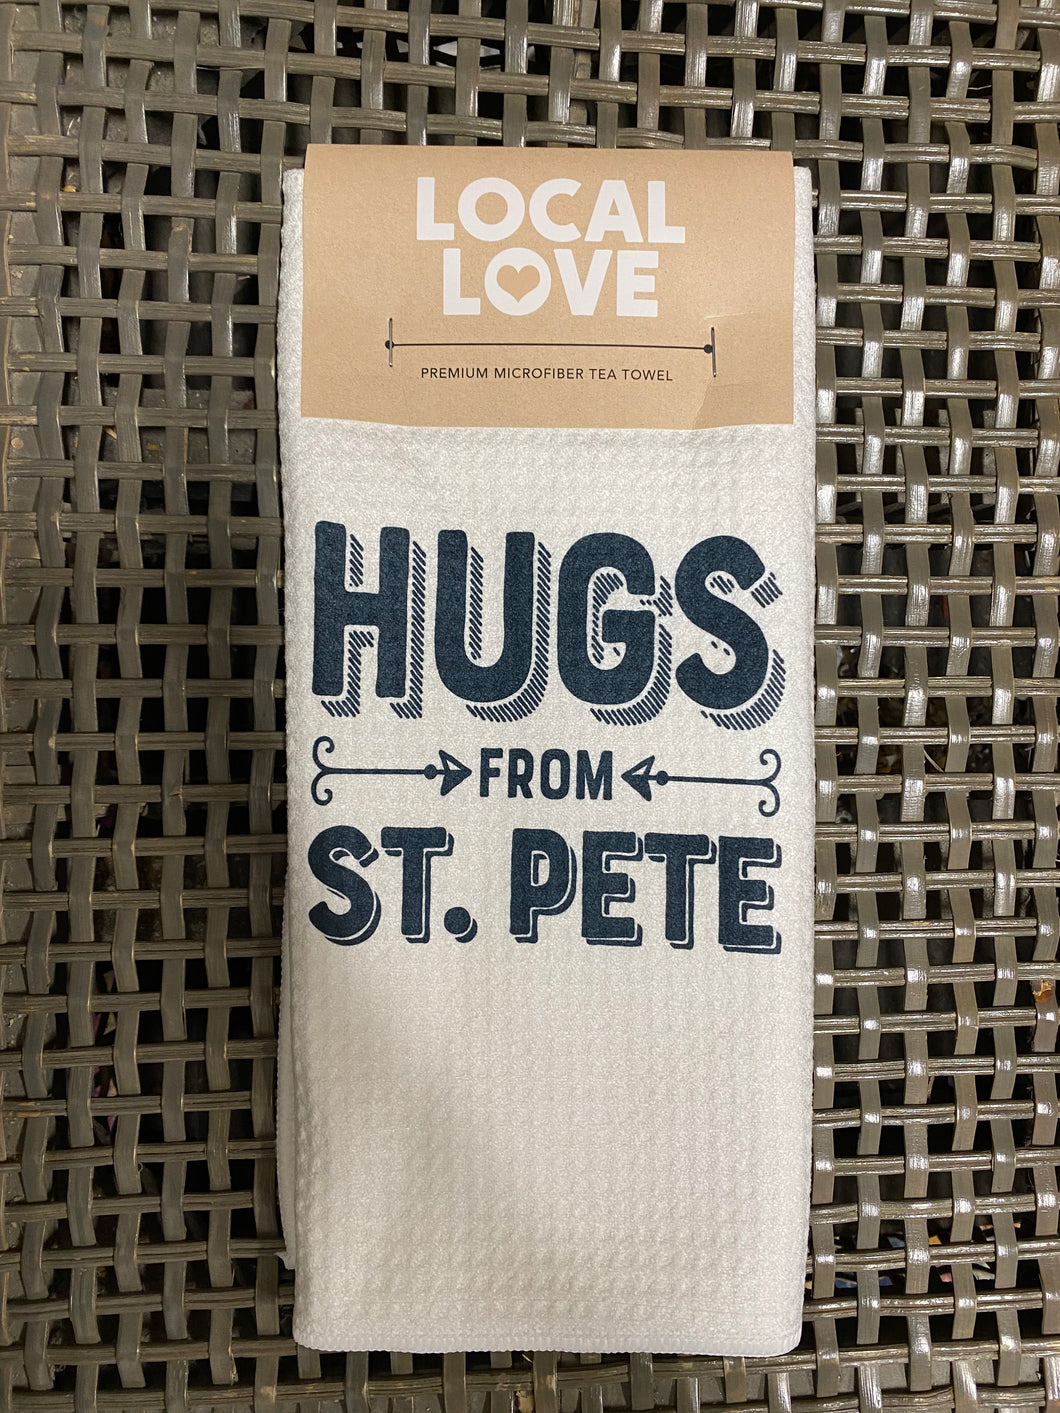 LOCAL
LOVE
PREMIUM MICROFIBER TEA TOWEL
HUGS
FROM
ST. PETE